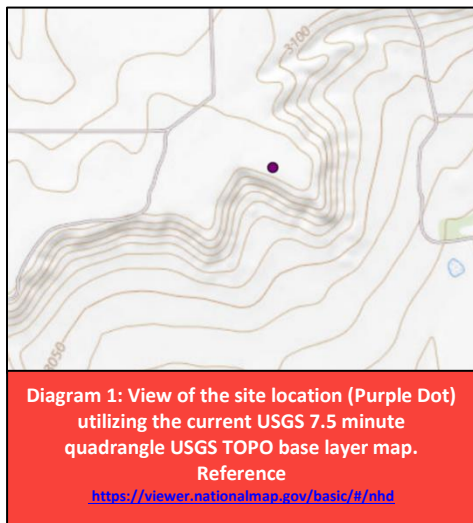 3100
3050
Diagram 1: View of the site location (Purple Dot)
utilizing the current USGS 7.5 minute
quadrangle USGS TOPO base layer map.
Reference
https://viewer.nationalmap.gov/basic/#/nhd